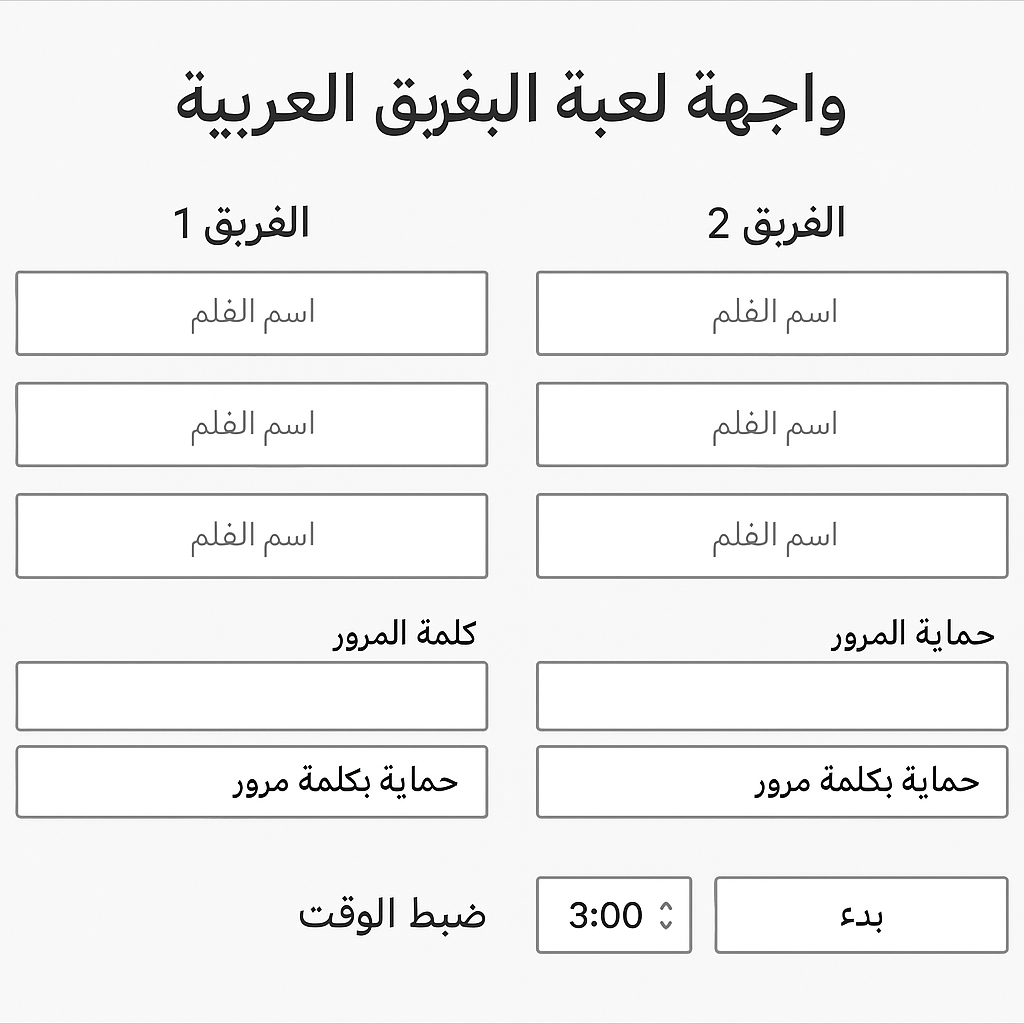 واجهة لعبة البفربق العربية
الفربق 2
الفربق 1
اسم الفلم
اسم الفلم
اسم الفلم
اسم الفلم
اسم الفلم
اسم الفلم
حماية المرور
كلمة المرور
حماية بكلمة مرور
حماية بكلمة مرور
ضبط الوقت
3:00
بدء